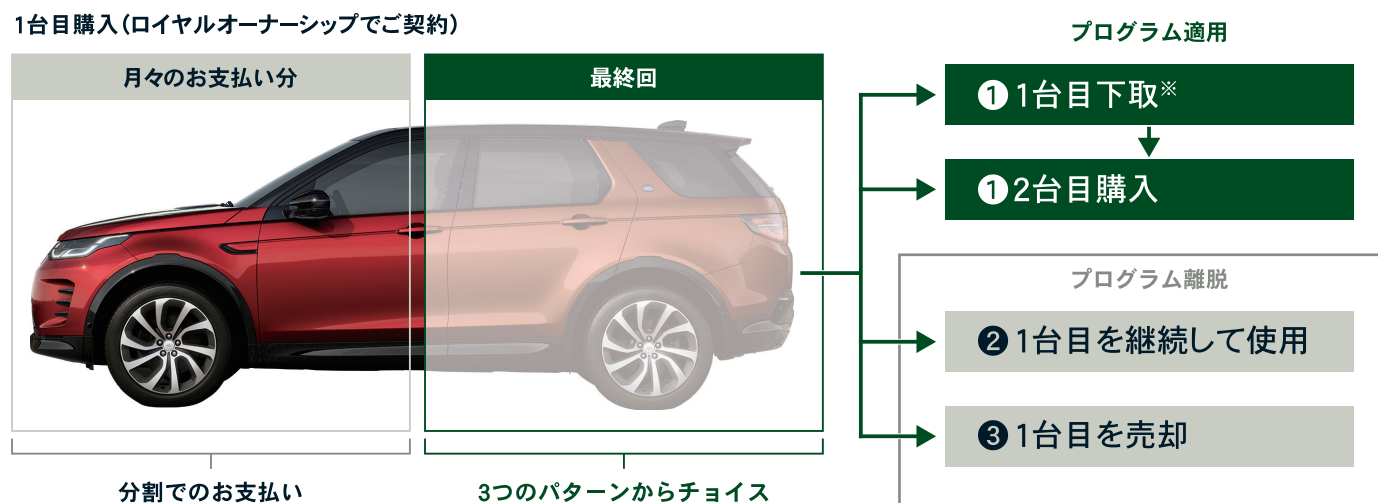 1台目購入（ロイヤルオーナーシップでご契約）
月々のお支払い分
最終回
分割でのお支払い
3つのパターンからチョイス
プログラム適用
❶1台目下取※
❶2台目購入
プログラム離脱
❷1台目を継続して使用
❸1台目を売却